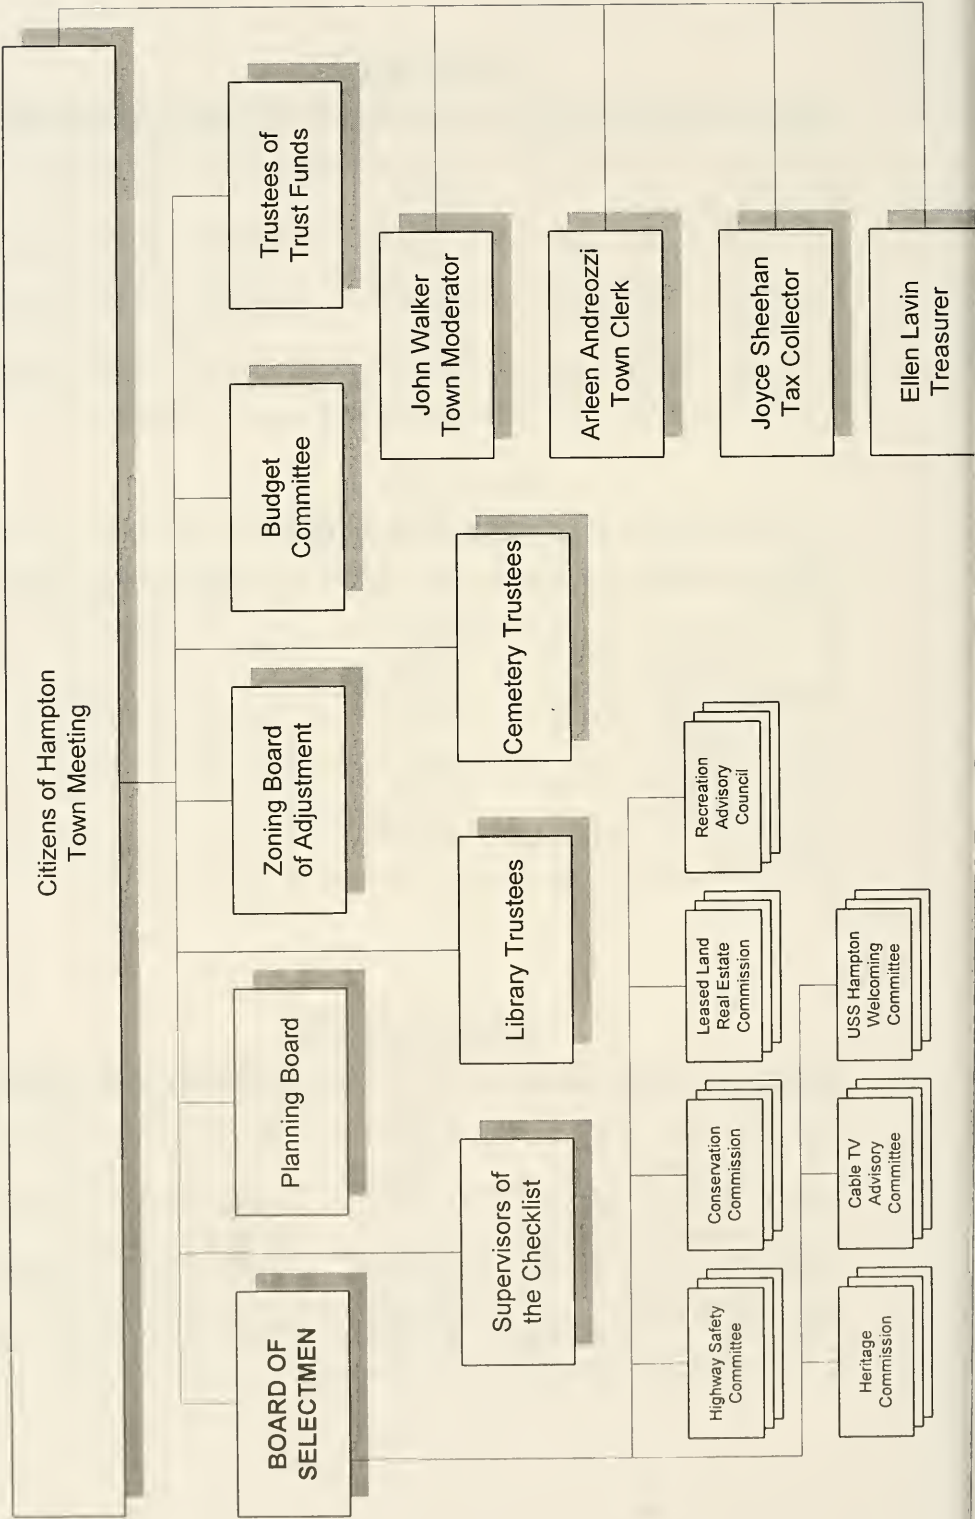 Citizens of Hampton
Town Meeting
BOARD OF
SELECTMEN
Planning Board
Zoning Board
of Adjustment
Budget
Committee
Trustees of
Trust Funds
Supervisors of
the Checklist
Library Trustees
Cemetery Trustees
John Walker
Town Moderator
Arleen Andreozzi
Town Clerk
Joyce Sheehan
Tax Collector
Ellen Lavin
Treasurer
Highway Safety
Committee
Conservation
Commission
Leased Land
Real Estate
Commission
Recreation
Advisory
Council
Heritage
Commission
Cable TV
Advisory
Committee
USS Hampton
Welcoming
Committee